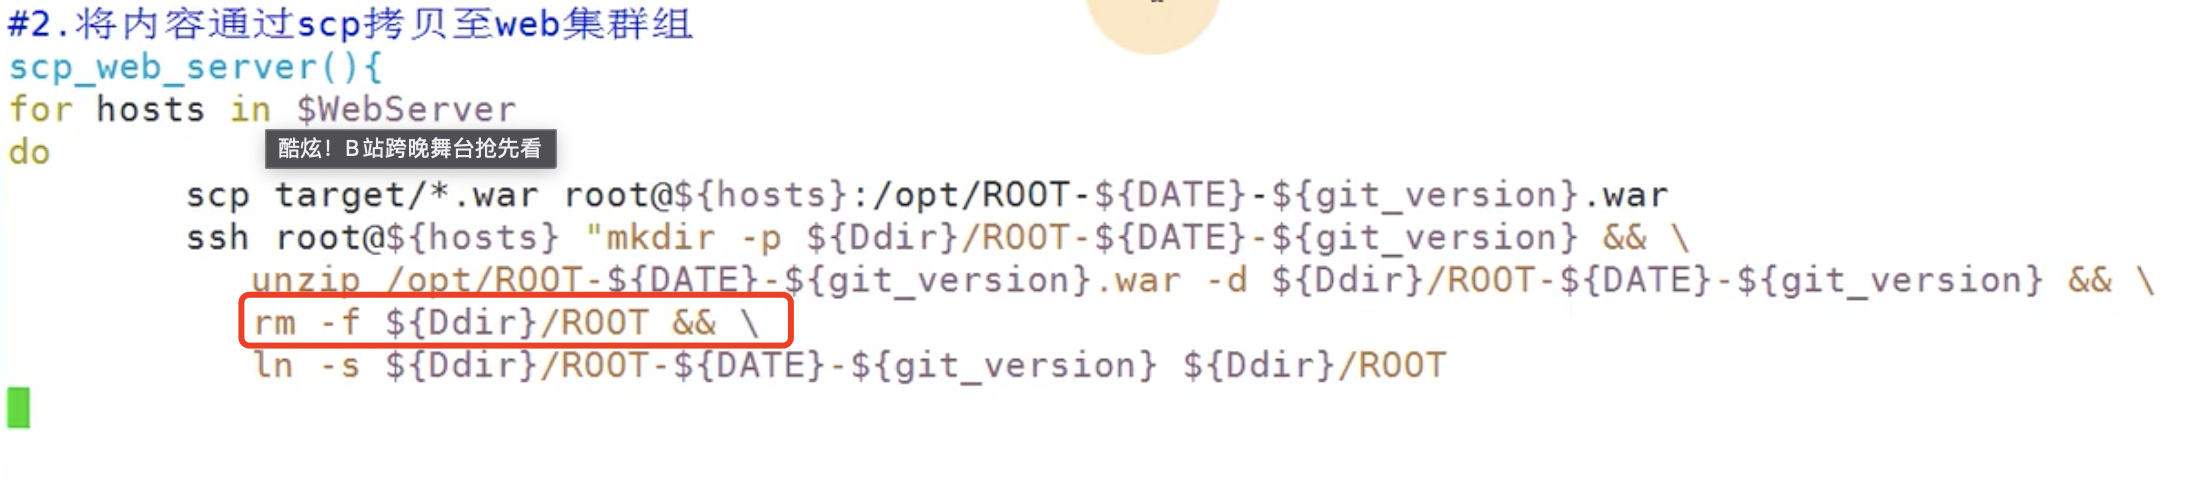 #2.将内容通过scp拷贝至web集群组
scp_web_server(){
for hosts in $WebServer
do
酷炫！B站跨晚舞台抢先看
scp target/*.war root@${hosts}:/opt/ROOT-${DATE}-${git_version}.war
ssh root@${hosts} "mkdir -p ${Ddir}/ROOT-${DATE}-${git_version} && \
unzip /opt/ROOT-${DATE}-${git_version}.war -d ${Ddir}/ROOT-${DATE}-${git_version} && \
rm -f ${Ddir}/ROOT && \
ln -s ${Ddir}/ROOT-${DATE}-${git_version} ${Ddir}/ROOT